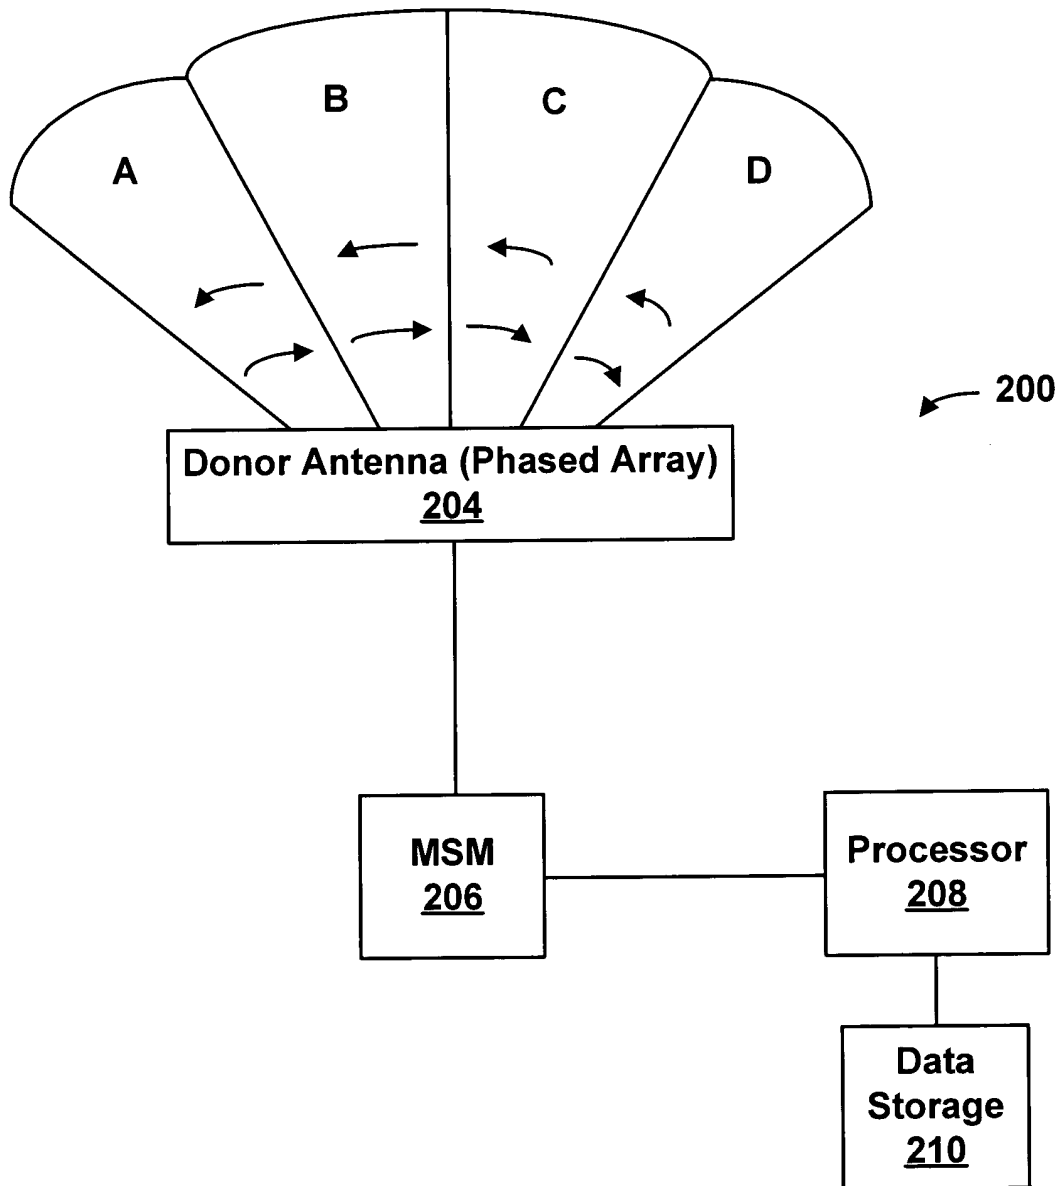 B
C
A
D
200
Donor Antenna (Phased Array)
204
MSM
206
Processor
208
Data
Storage
210